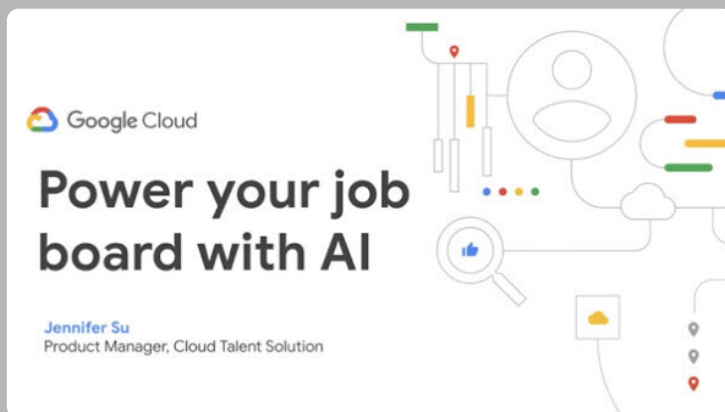 Google Cloud
Power your job
board with AI
Jennifer Su
Product Manager, Cloud Talent Solution